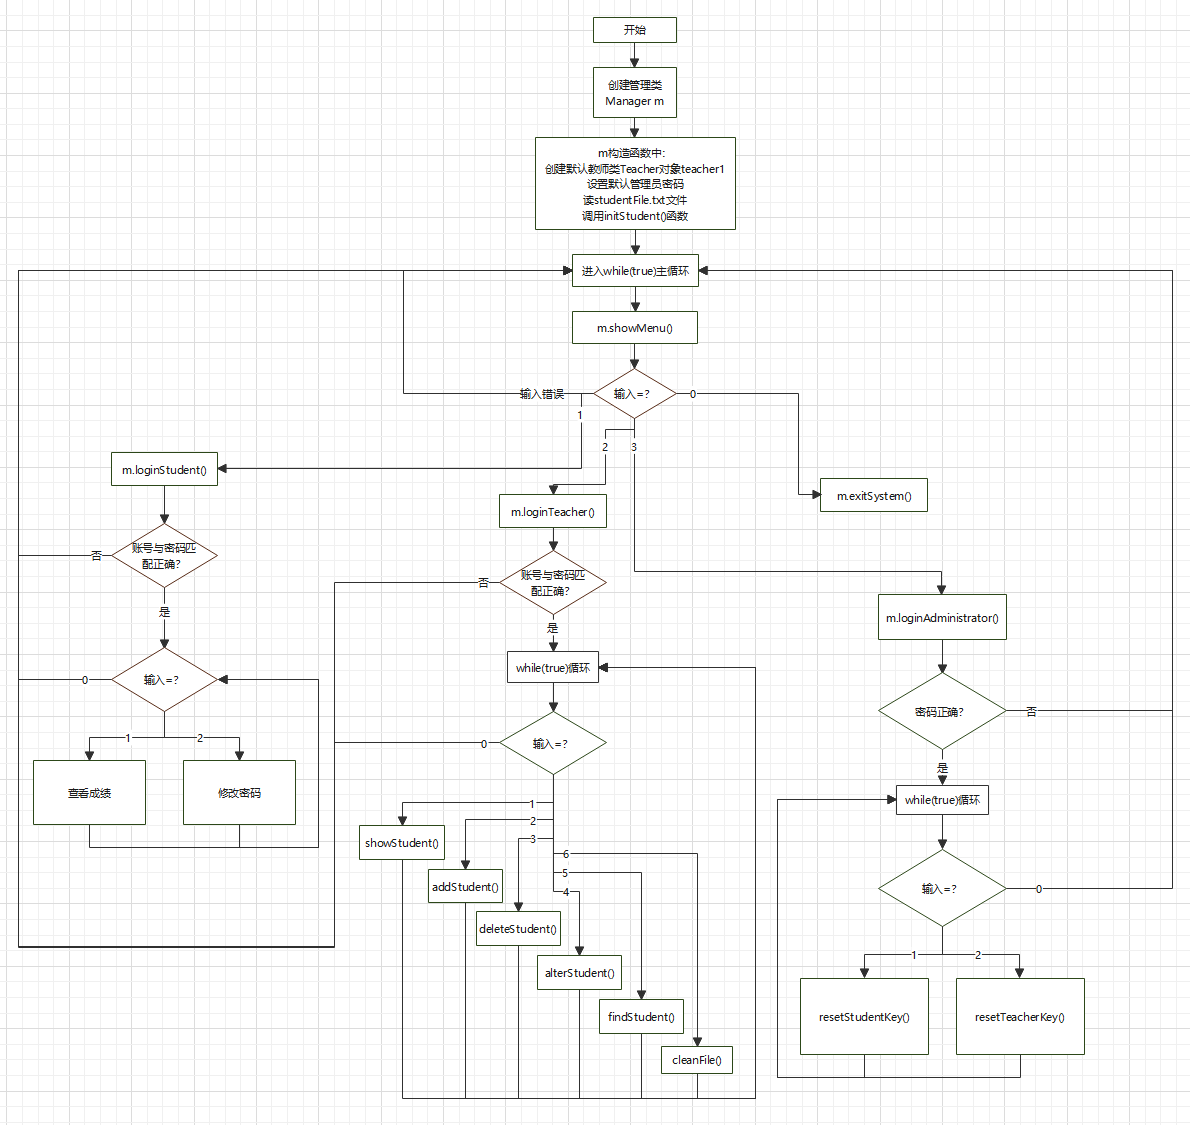 开始
创建管理类
Manager m
m构造函数中：
创建默认教师类Teacher对象teacher1
设置默认管理员密码
读studentFile.txt文件
调用initStudent()函数
进入while(true)主循环
m.showMenu()
输入=？
输入错误
0
1
2
3
m.loginStudent()
m.exitSystem()
m.loginTeacher()
账号与密码匹
配正确？
否
是
账号与密码匹
配正确？
否
是
m.loginAdministrator()
while(true)循环
输入=？
0
1
2
密码正确？
否
是
输入=？
0
查看成绩
修改密码
while(true)循环
1
2
3
6
5
4
showStudent()
addStudent()
deleteStudent()
alterStudent()
findStudent()
cleanFile()
输入=？
0
1
2
resetStudentKey()
resetTeacherKey()